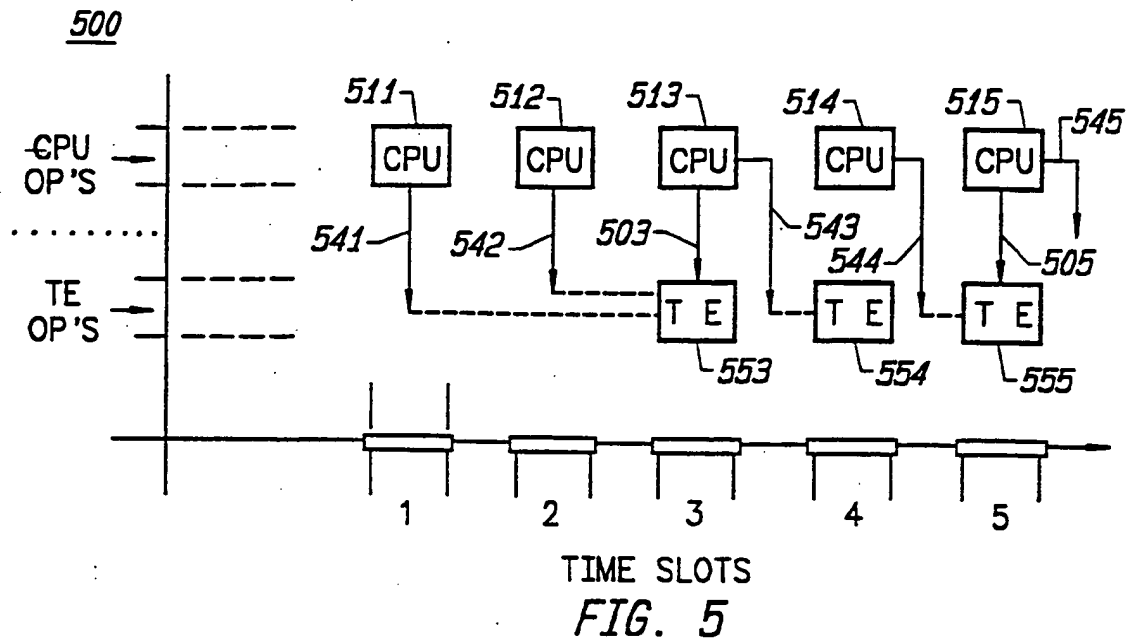 500
511 512 513 514 515 545
CPU OP'S
CPU CPU CPU CPU CPU
541 542 503 543 544 505
TE OP'S
T E T E T E
553 554 555
1 2 3 4 5
TIME SLOTS
FIG. 5